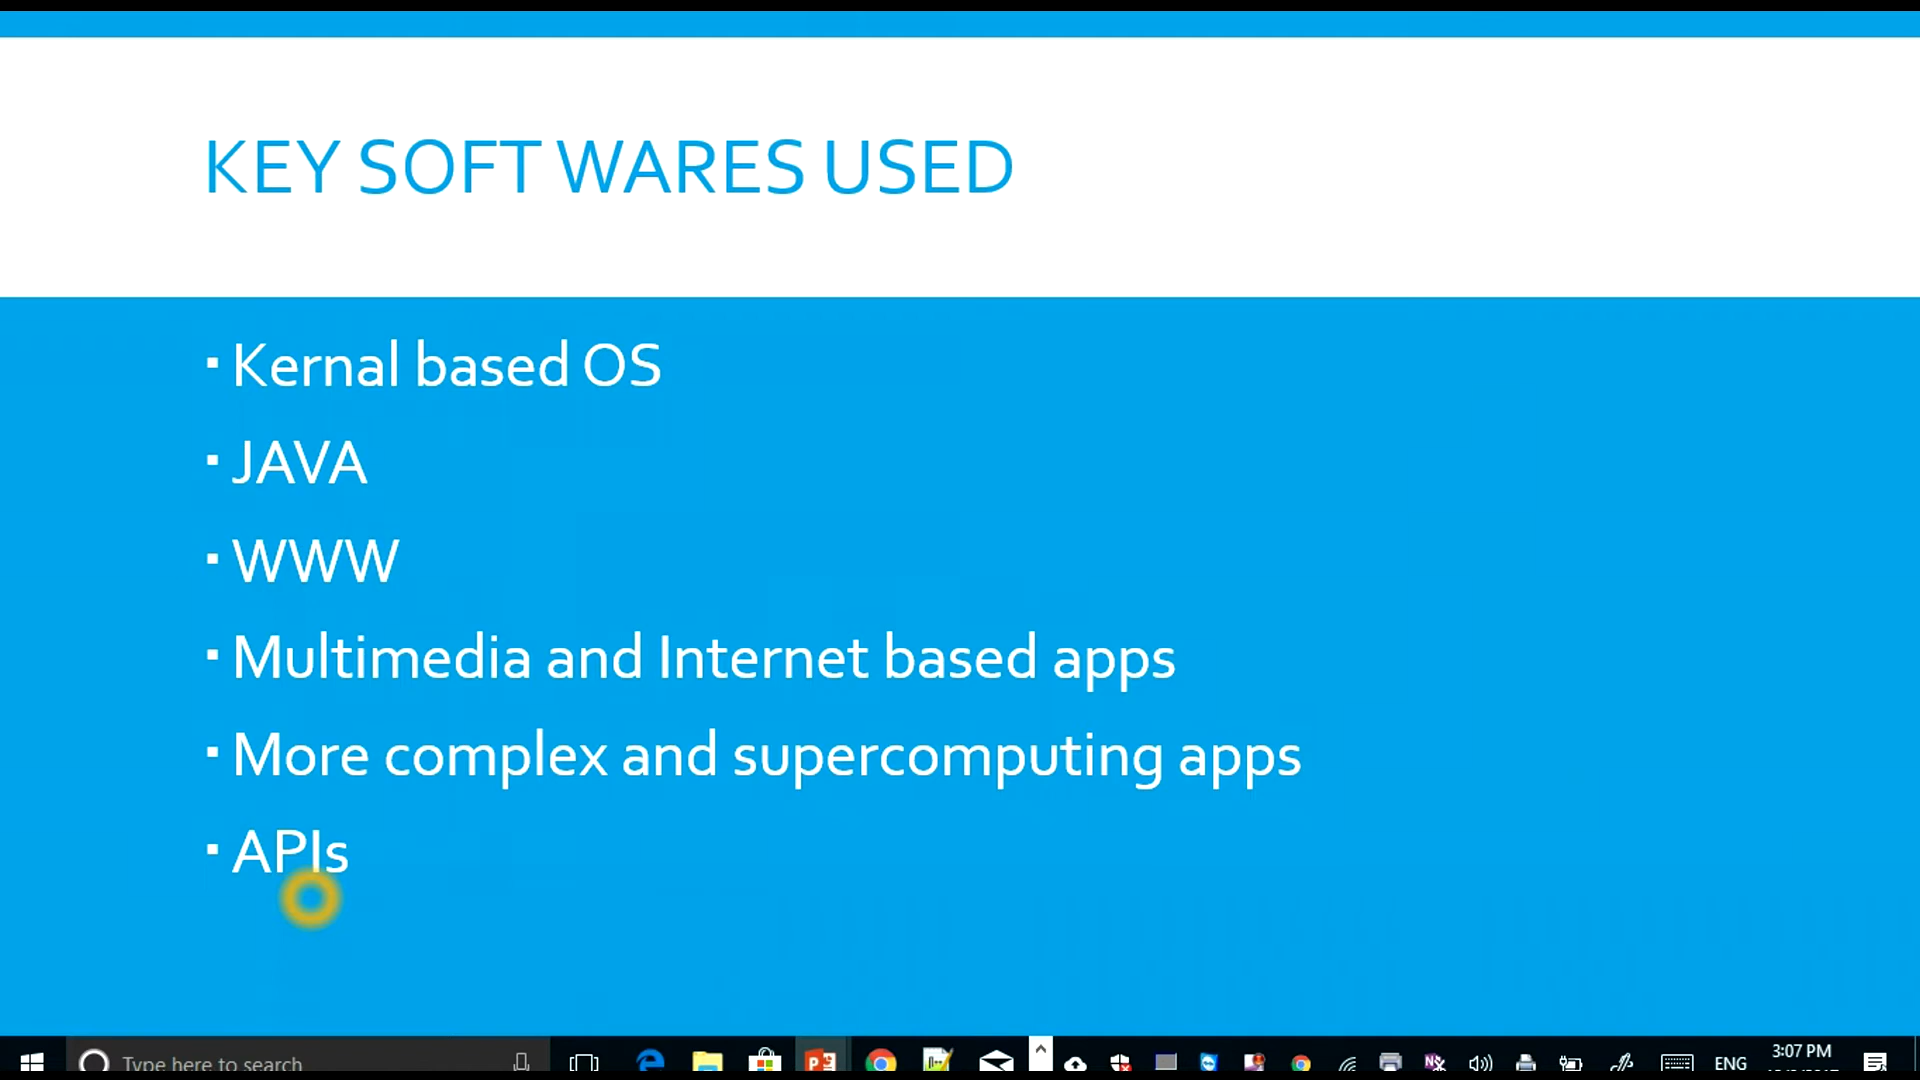 KEY SOFT WARES USED
Kernal based OS
JAVA
WWW
Multimedia and Internet based apps
More complex and supercomputing apps
APIs
Type here to search
ENG
3:07 PM